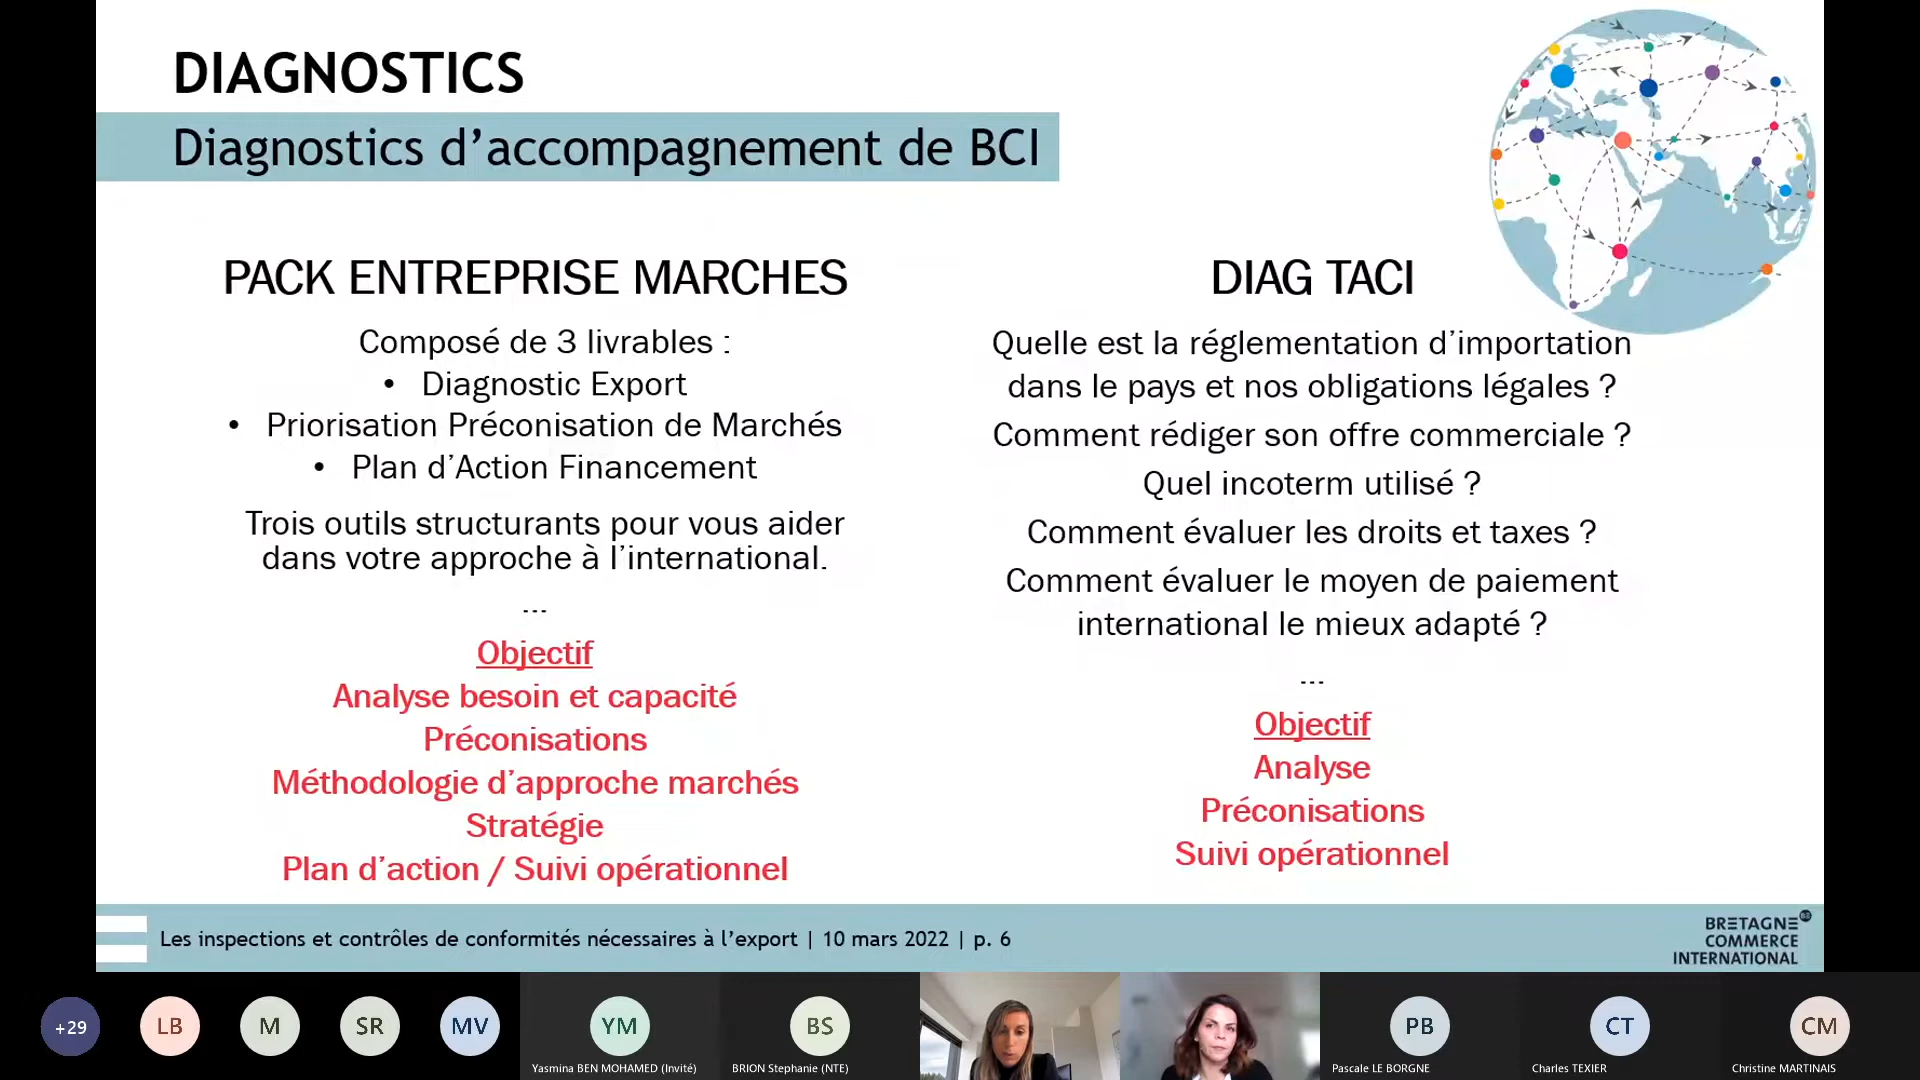 DIAGNOSTICS
Diagnostics d’accompagnement de BCI
PACK ENTREPRISE MARCHES
Composé de 3 livrables :
• Diagnostic Export
• Priorisation Préconisation de Marchés
• Plan d’Action Financement
Trois outils structurants pour vous aider
dans votre approche à l’international.
...
Objectif
Analyse besoin et capacité
Préconisations
Méthodologie d’approche marchés
Stratégie
Plan d’action / Suivi opérationnel
DIAG TACI
Quelle est la réglementation d’importation
dans le pays et nos obligations légales ?
Comment rédiger son offre commerciale ?
Quel incoterm utilisé ?
Comment évaluer les droits et taxes ?
Comment évaluer le moyen de paiement
international le mieux adapté ?
...
Objectif
Analyse
Préconisations
Suivi opérationnel
Les inspections et contrôles de conformités nécessaires à l’export | 10 mars 2022 | p. 6
BRETAGNE
COMMERCE
INTERNATIONAL
+29
LB
M
SR
MV
YM
BS
PB
CT
CM
Yasmina BEN MOHAMED (Invité)
BRION Stephanie (NTE)
Pascale LE BORGNE
Charles TEXIER
Christine MARTINAIS